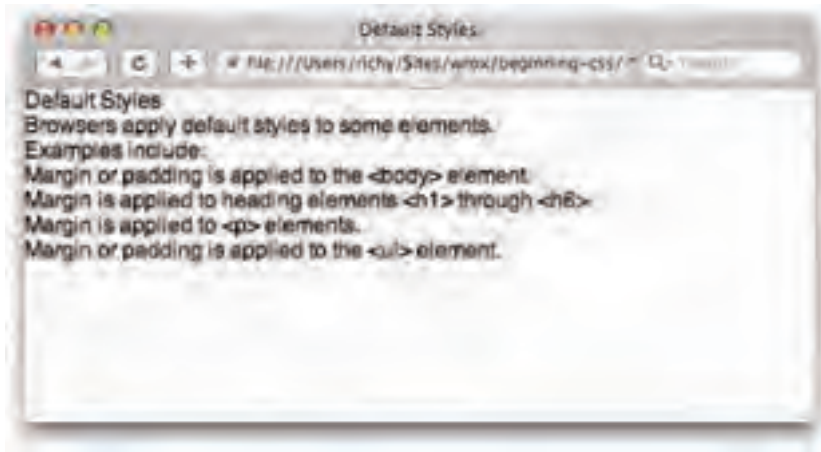 Default Styles
file:///Users/richy/Sites/wrox/beginning-css/
Default Styles
Browsers apply default styles to some elements.
Examples include:
Margin or padding is applied to the <body> element.
Margin is applied to heading elements <h1> through <h6>
Margin is applied to <p> elements.
Margin or padding is applied to the <ul> element.